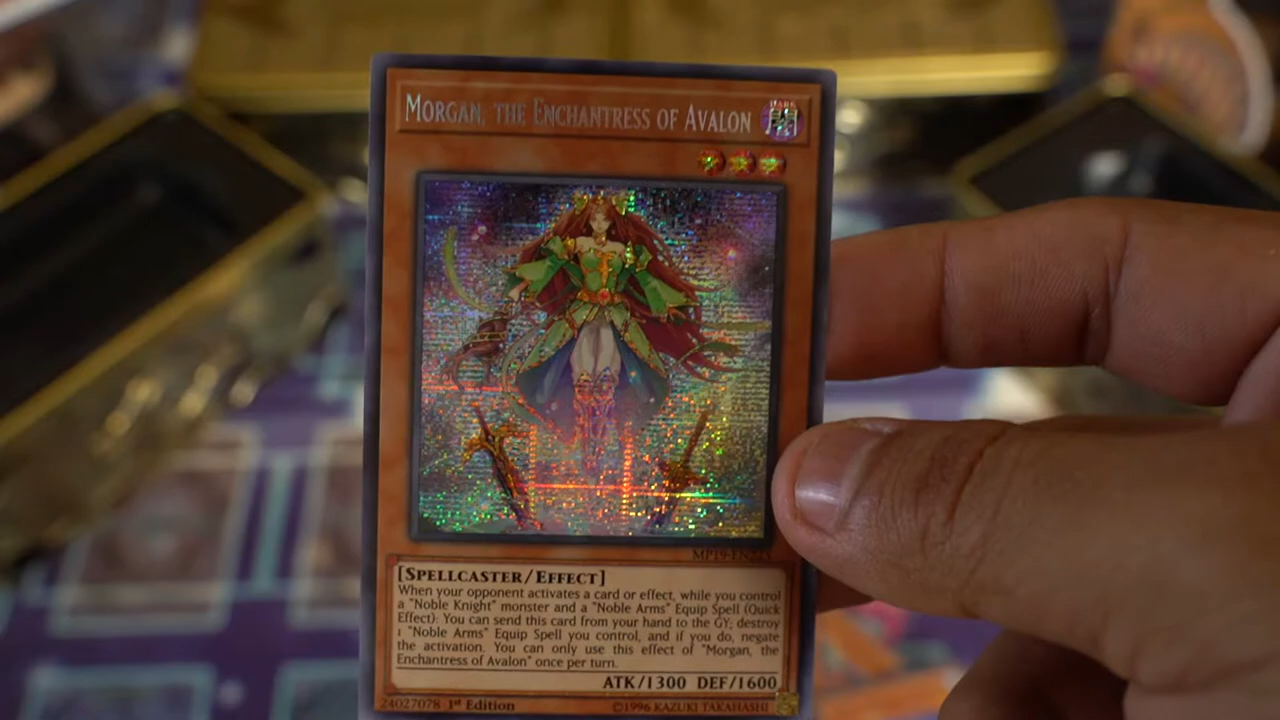 MORGAN, THE ENCHANTRESS OF AVALON
DARK
闇
[SPELLCASTER/EFFECT]
When your opponent activates a card or effect, while you control
a "Noble Knight" monster and a "Noble Arms" Equip Spell (Quick
Effect): You can send this card from your hand to the GY; destroy
1 "Noble Arms" Equip Spell you control, and if you do, negate
the activation. You can only use this effect of "Morgan, the
Enchantress of Avalon" once per turn.
ATK/1300 DEF/1600
24027078 1st Edition ©1996 KAZUKI TAKAHASHI